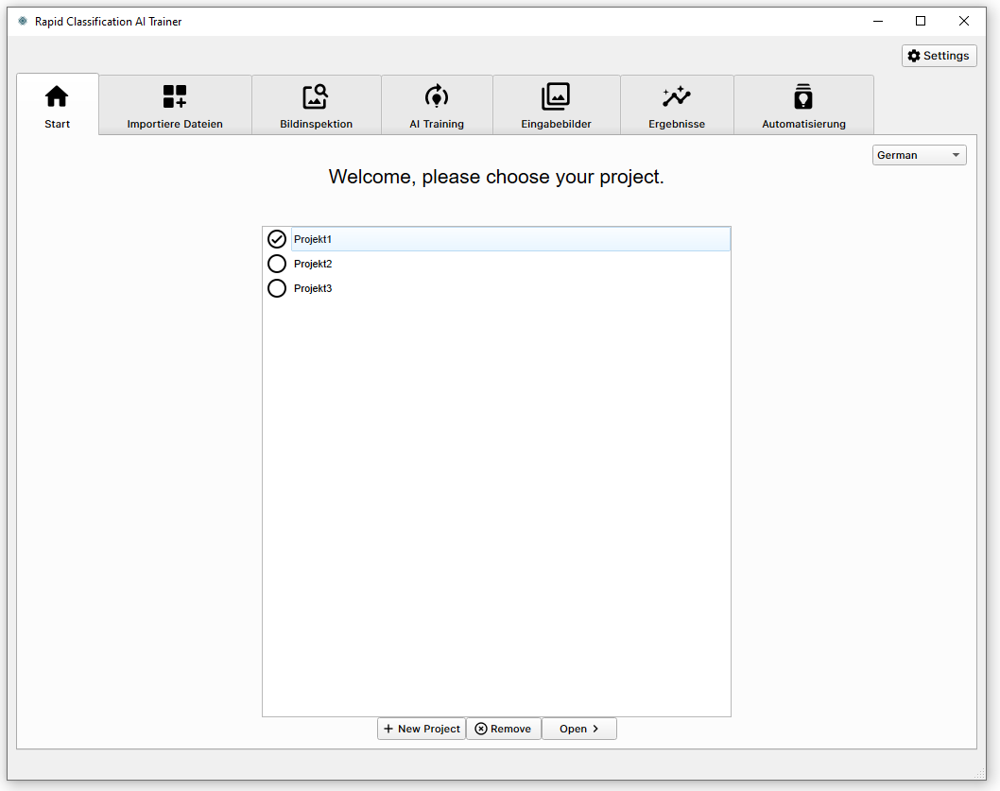 Rapid Classification AI Trainer
Settings
Start
Importiere Dateien
Bildinspektion
AI Training
Eingabebilder
Ergebnisse
Automatisierung
German
Welcome, please choose your project.
Projekt1
Projekt2
Projekt3
New Project
Remove
Open